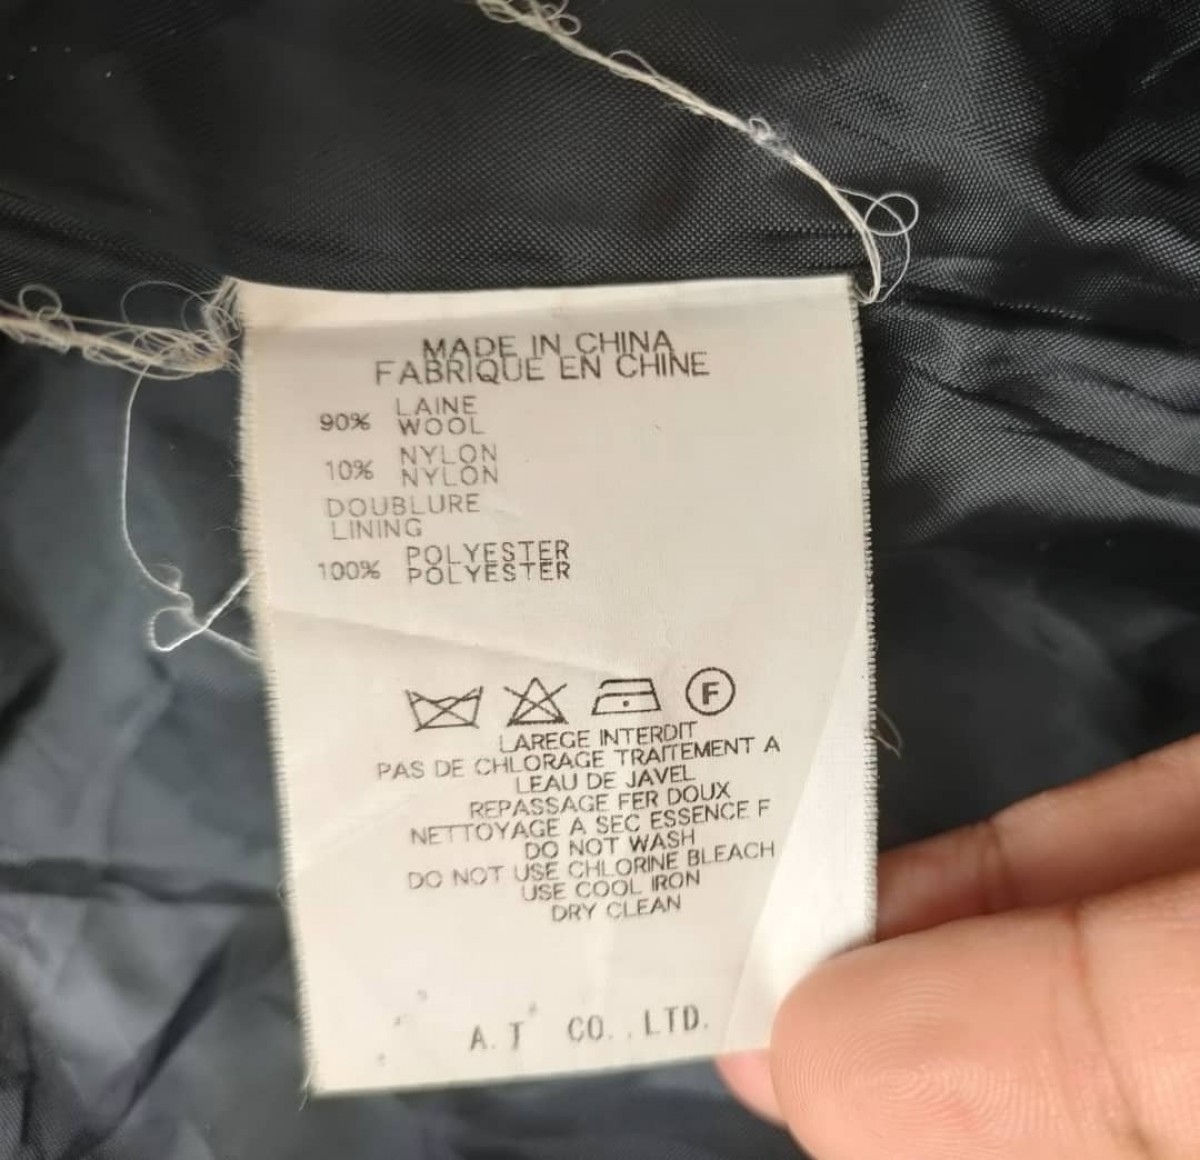 MADE IN CHINA
FABRIQUE EN CHINE
90% LAINE
WOOL
10% NYLON
NYLON
DOUBLURE
LINING
100% POLYESTER
POLYESTER
F
LAREGE INTERDIT
PAS DE CHLORAGE TRAITEMENT A
LEAU DE JAVEL
REPASSAGE FER DOUX
NETTOYAGE A SEC ESSENCE F
DO NOT WASH
DO NOT USE CHLORINE BLEACH
USE COOL IRON
DRY CLEAN
A.T CO.,LTD.